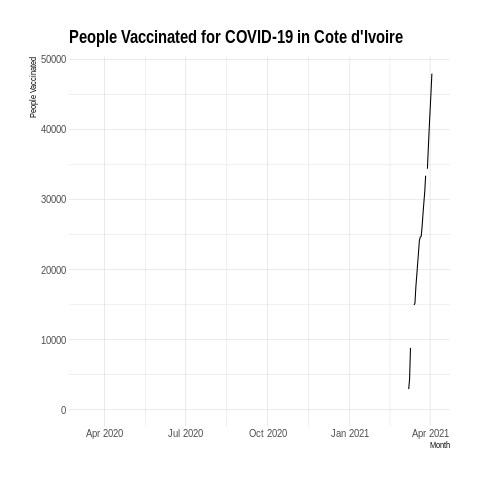 People Vaccinated for COVID-19 in Cote d'Ivoire
People Vaccinated
50000
40000
30000
20000
10000
0
Apr 2020 Jul 2020 Oct 2020 Jan 2021 Apr 2021
Month